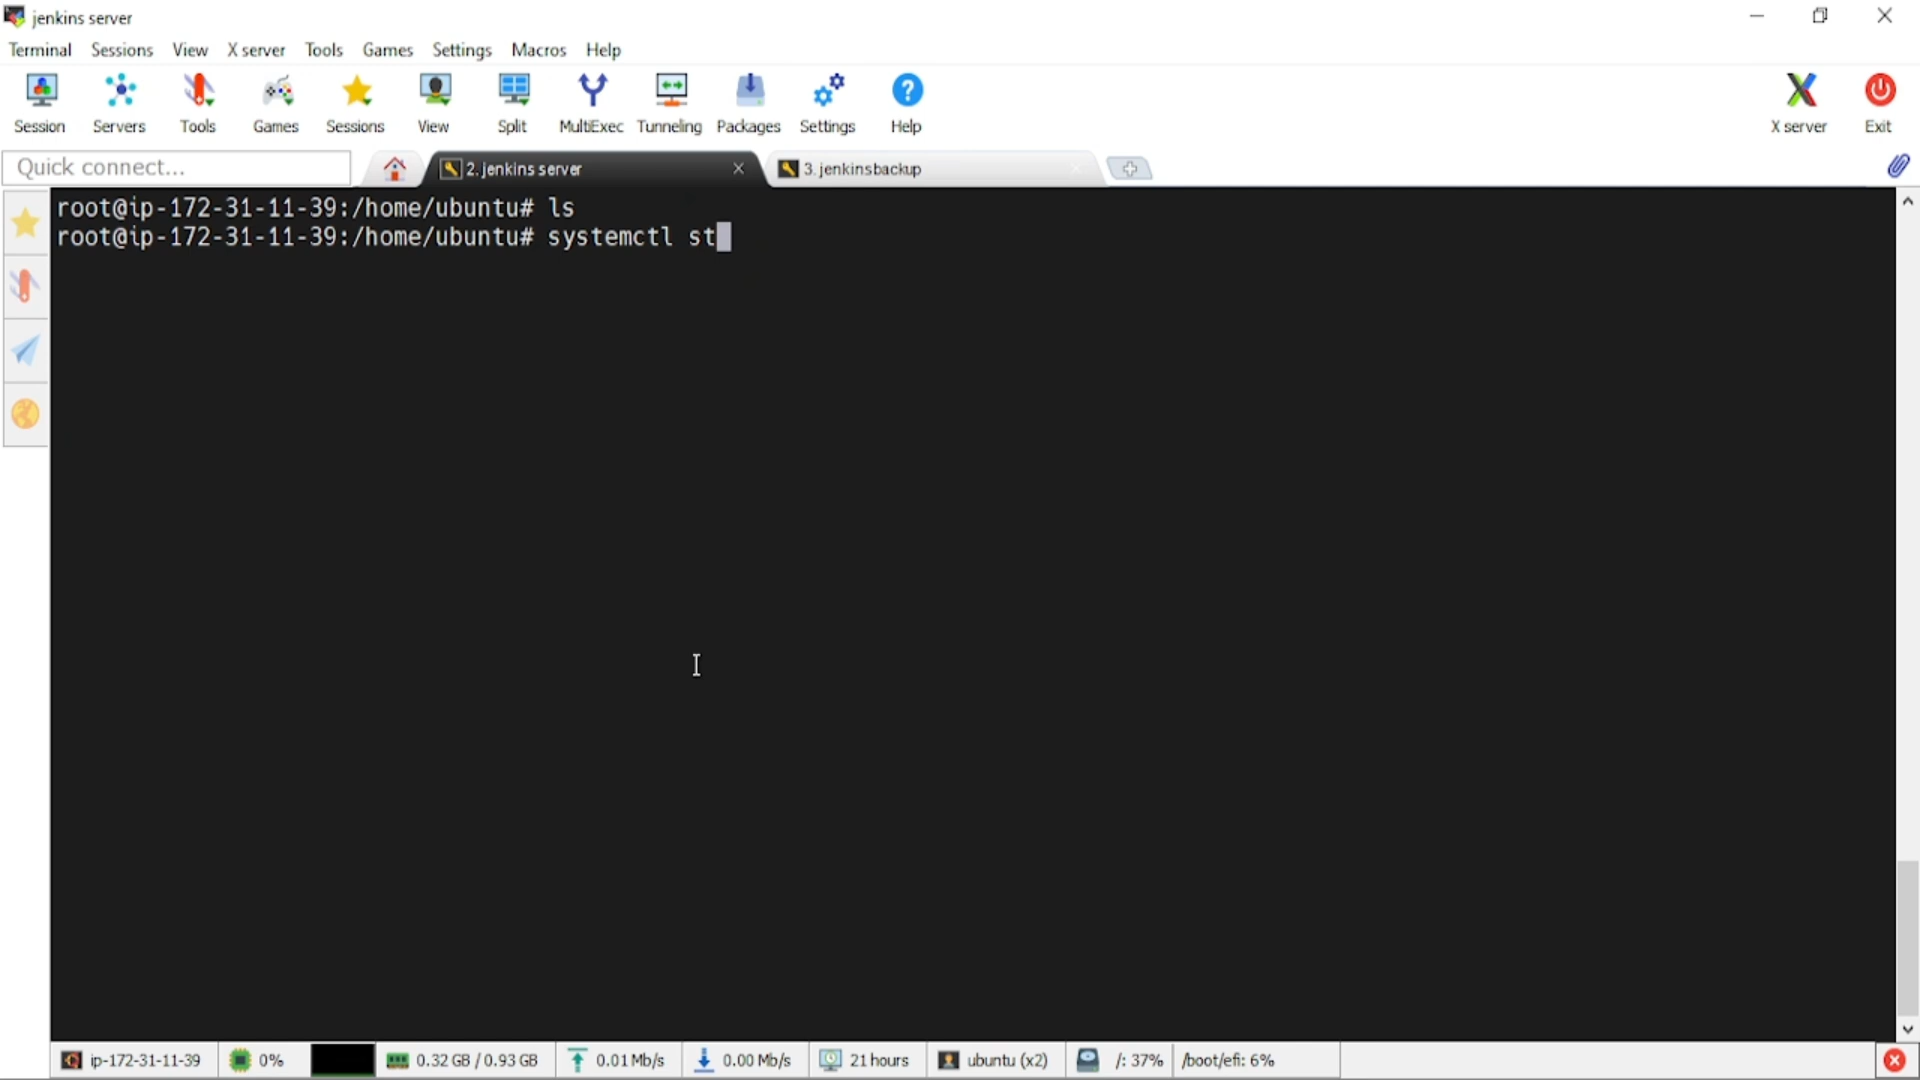 jenkins server
Terminal Sessions View X server Tools Games Settings Macros Help
Session Servers Tools Games Sessions View Split MultiExec Tunneling Packages Settings Help X server Exit
Quick connect... 2. jenkins server 3. jenkinsbackup
root@ip-172-31-11-39:/home/ubuntu# ls
root@ip-172-31-11-39:/home/ubuntu# systemctl st
ip-172-31-11-39 0% 0.32 GB / 0.93 GB 0.01 Mb/s 0.00 Mb/s 21 hours ubuntu (x2) /: 37% /boot/efi: 6%